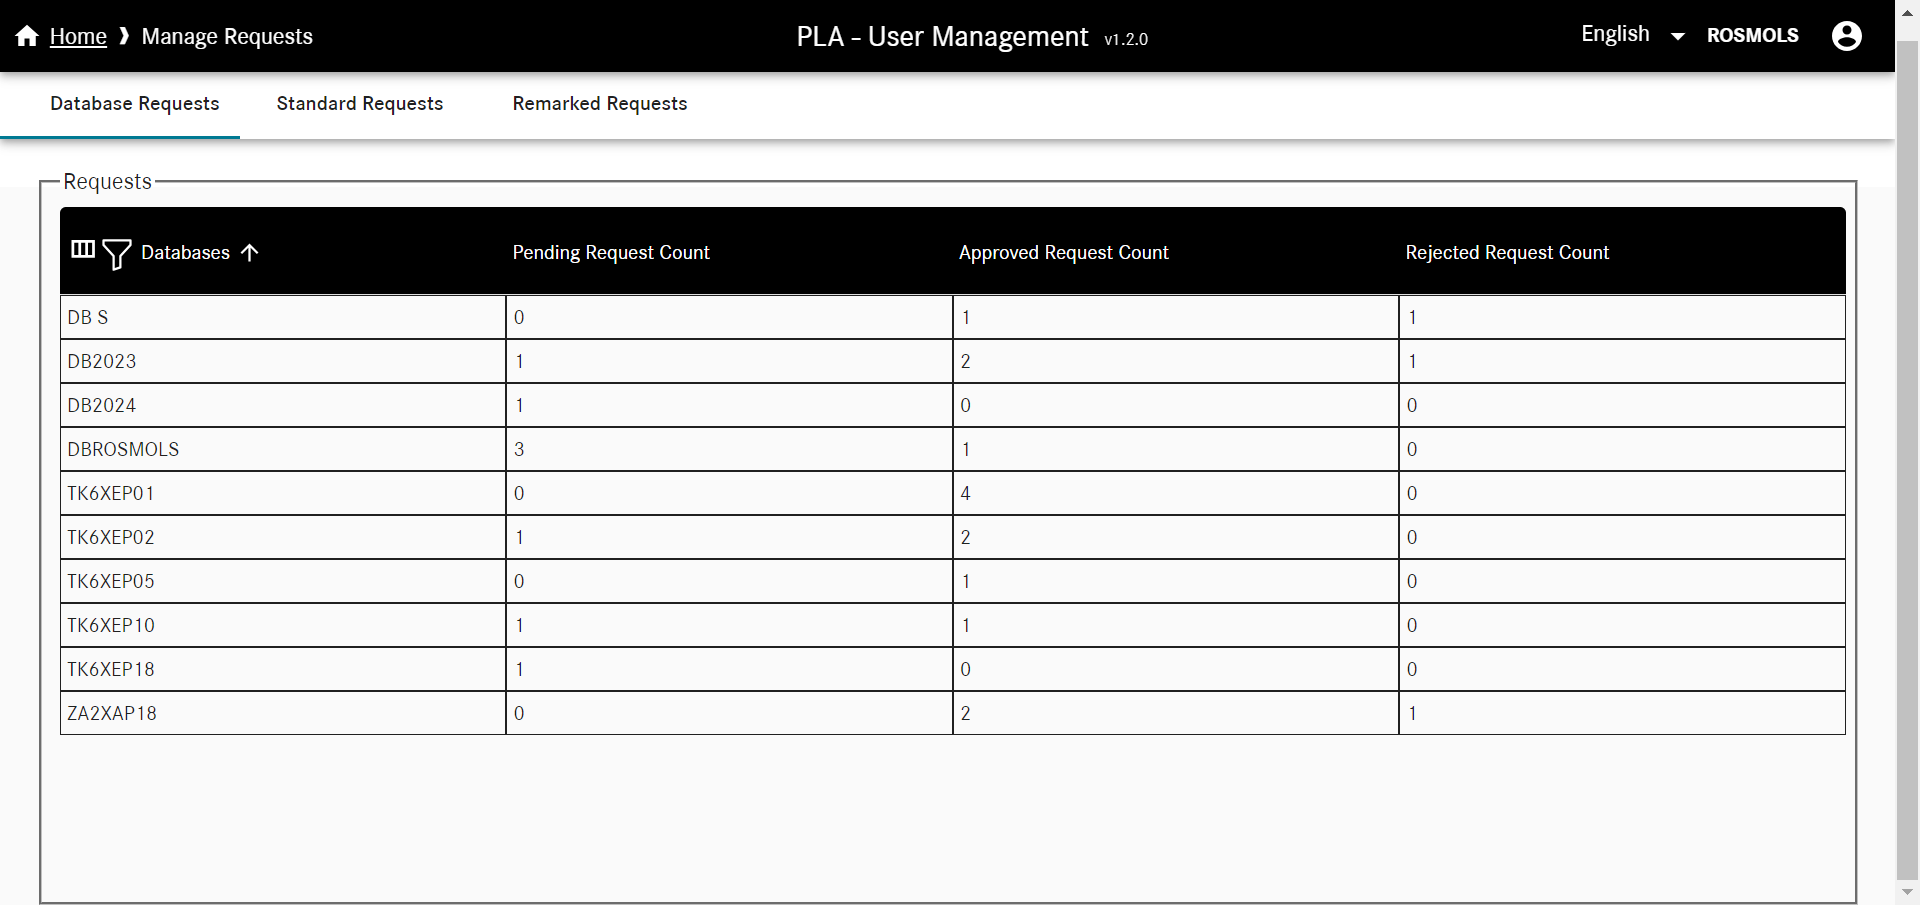 Home ❱ Manage Requests
PLA - User Management v1.2.0
English ROSMOLS
Database Requests Standard Requests Remarked Requests
Requests
Databases Pending Request Count Approved Request Count Rejected Request Count
DB S 0 1 1
DB2023 1 2 1
DB2024 1 0 0
DBROSMOLS 3 1 0
TK6XEP01 0 4 0
TK6XEP02 1 2 0
TK6XEP05 0 1 0
TK6XEP10 1 1 0
TK6XEP18 1 0 0
ZA2XAP18 0 2 1